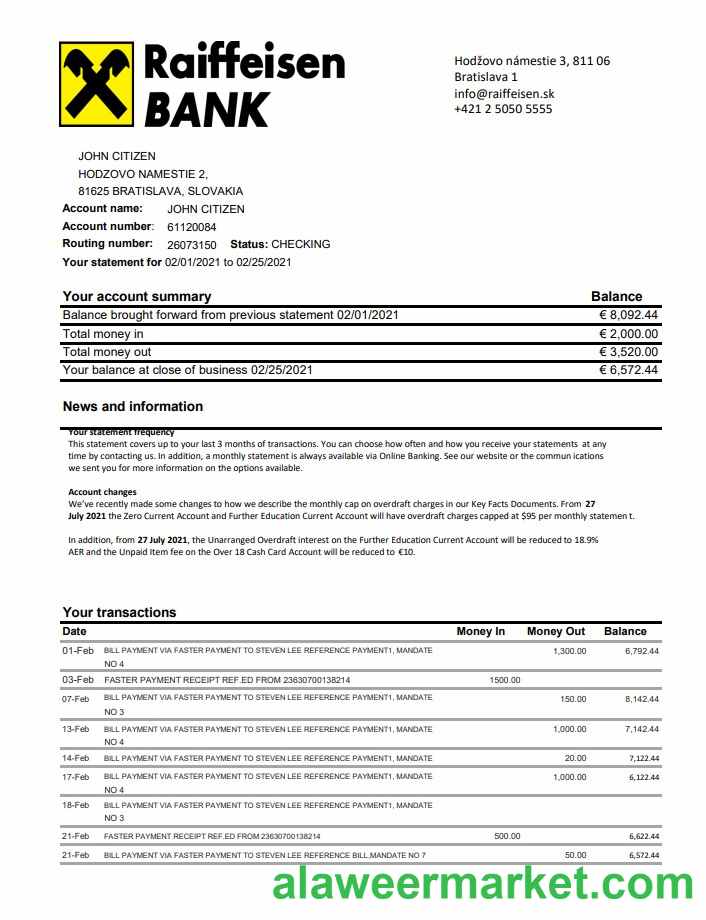 Raiffeisen
BANK
Hodžovo námestie 3, 811 06
Bratislava 1
info@raiffeisen.sk
+421 2 5050 5555
JOHN CITIZEN
HODZOVO NAMESTIE 2,
81625 BRATISLAVA, SLOVAKIA
Account name: JOHN CITIZEN
Account number: 61120084
Routing number: 26073150 Status: CHECKING
Your statement for 02/01/2021 to 02/25/2021
Your account summary Balance
Balance brought forward from previous statement 02/01/2021 € 8,092.44
Total money in € 2,000.00
Total money out € 3,520.00
Your balance at close of business 02/25/2021 € 6,572.44
News and information
Your statement frequency
This statement covers up to your last 3 months of transactions. You can choose how often and how you receive your statements at any
time by contacting us. In addition, a monthly statement is always available via Online Banking. See our website or the commun ications
we sent you for more information on the options available.
Account changes
We've recently made some changes to how we describe the monthly cap on overdraft charges in our Key Facts Documents. From 27
July 2021 the Zero Current Account and Further Education Current Account will have overdraft charges capped at $95 per monthly statemen t.
In addition, from 27 July 2021, the Unarranged Overdraft interest on the Further Education Current Account will be reduced to 18.9%
AER and the Unpaid Item fee on the Over 18 Cash Card Account will be reduced to €10.
Your transactions
Date Money In Money Out Balance
01-Feb BILL PAYMENT VIA FASTER PAYMENT TO STEVEN LEE REFERENCE PAYMENT1, MANDATE 1,300.00 6,792.44
NO 4
03-Feb FASTER PAYMENT RECEIPT REF.ED FROM 23630700138214 1500.00
07-Feb BILL PAYMENT VIA FASTER PAYMENT TO STEVEN LEE REFERENCE PAYMENT1, MANDATE 150.00 8,142.44
NO 3
13-Feb BILL PAYMENT VIA FASTER PAYMENT TO STEVEN LEE REFERENCE PAYMENT1, MANDATE 1,000.00 7,142.44
NO 4
14-Feb BILL PAYMENT VIA FASTER PAYMENT TO STEVEN LEE REFERENCE PAYMENT1, MANDATE 20.00 7,122.44
17-Feb BILL PAYMENT VIA FASTER PAYMENT TO STEVEN LEE REFERENCE PAYMENT1, MANDATE 1,000.00 6,122.44
NO 4
18-Feb BILL PAYMENT VIA FASTER PAYMENT TO STEVEN LEE REFERENCE PAYMENT1, MANDATE
NO 3
21-Feb FASTER PAYMENT RECEIPT REF.ED FROM 23630700138214 500.00 6,622.44
21-Feb BILL PAYMENT VIA FASTER PAYMENT TO STEVEN LEE REFERENCE BILL,MANDATE NO 7 50.00 6,572.44
alaweermarket.com